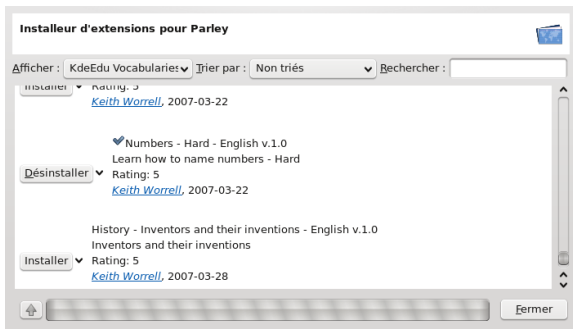 Installeur d'extensions pour Parley
Afficher : KdeEdu Vocabularies Trier par : Non triés Rechercher :
Installer Rating: 5
Keith Worrell, 2007-03-22
Numbers - Hard - English v.1.0
Learn how to name numbers - Hard
Désinstaller Rating: 5
Keith Worrell, 2007-03-22
History - Inventors and their inventions - English v.1.0
Inventors and their inventions
Installer Rating: 5
Keith Worrell, 2007-03-28
Fermer